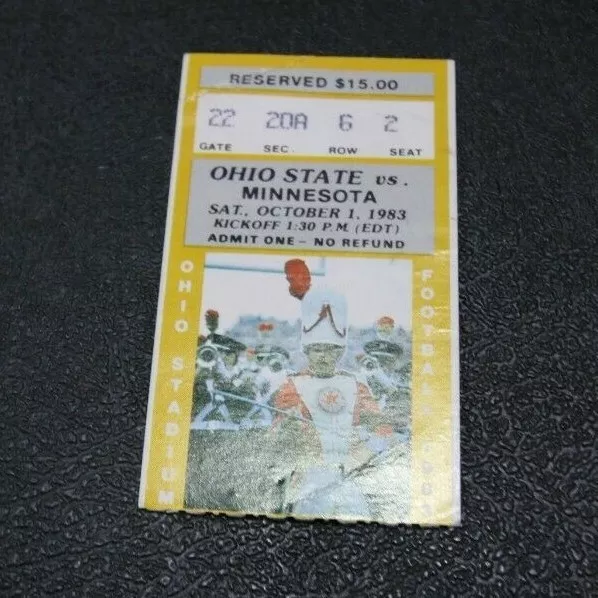 RESERVED $15.00
22 20A 6 2
GATE SEC. ROW SEAT
OHIO STATE vs.
MINNESOTA
SAT., OCTOBER 1, 1983
KICKOFF 1:30 P.M. (EDT)
ADMIT ONE - NO REFUND
OHIO STADIUM
FOOTBALL 1983